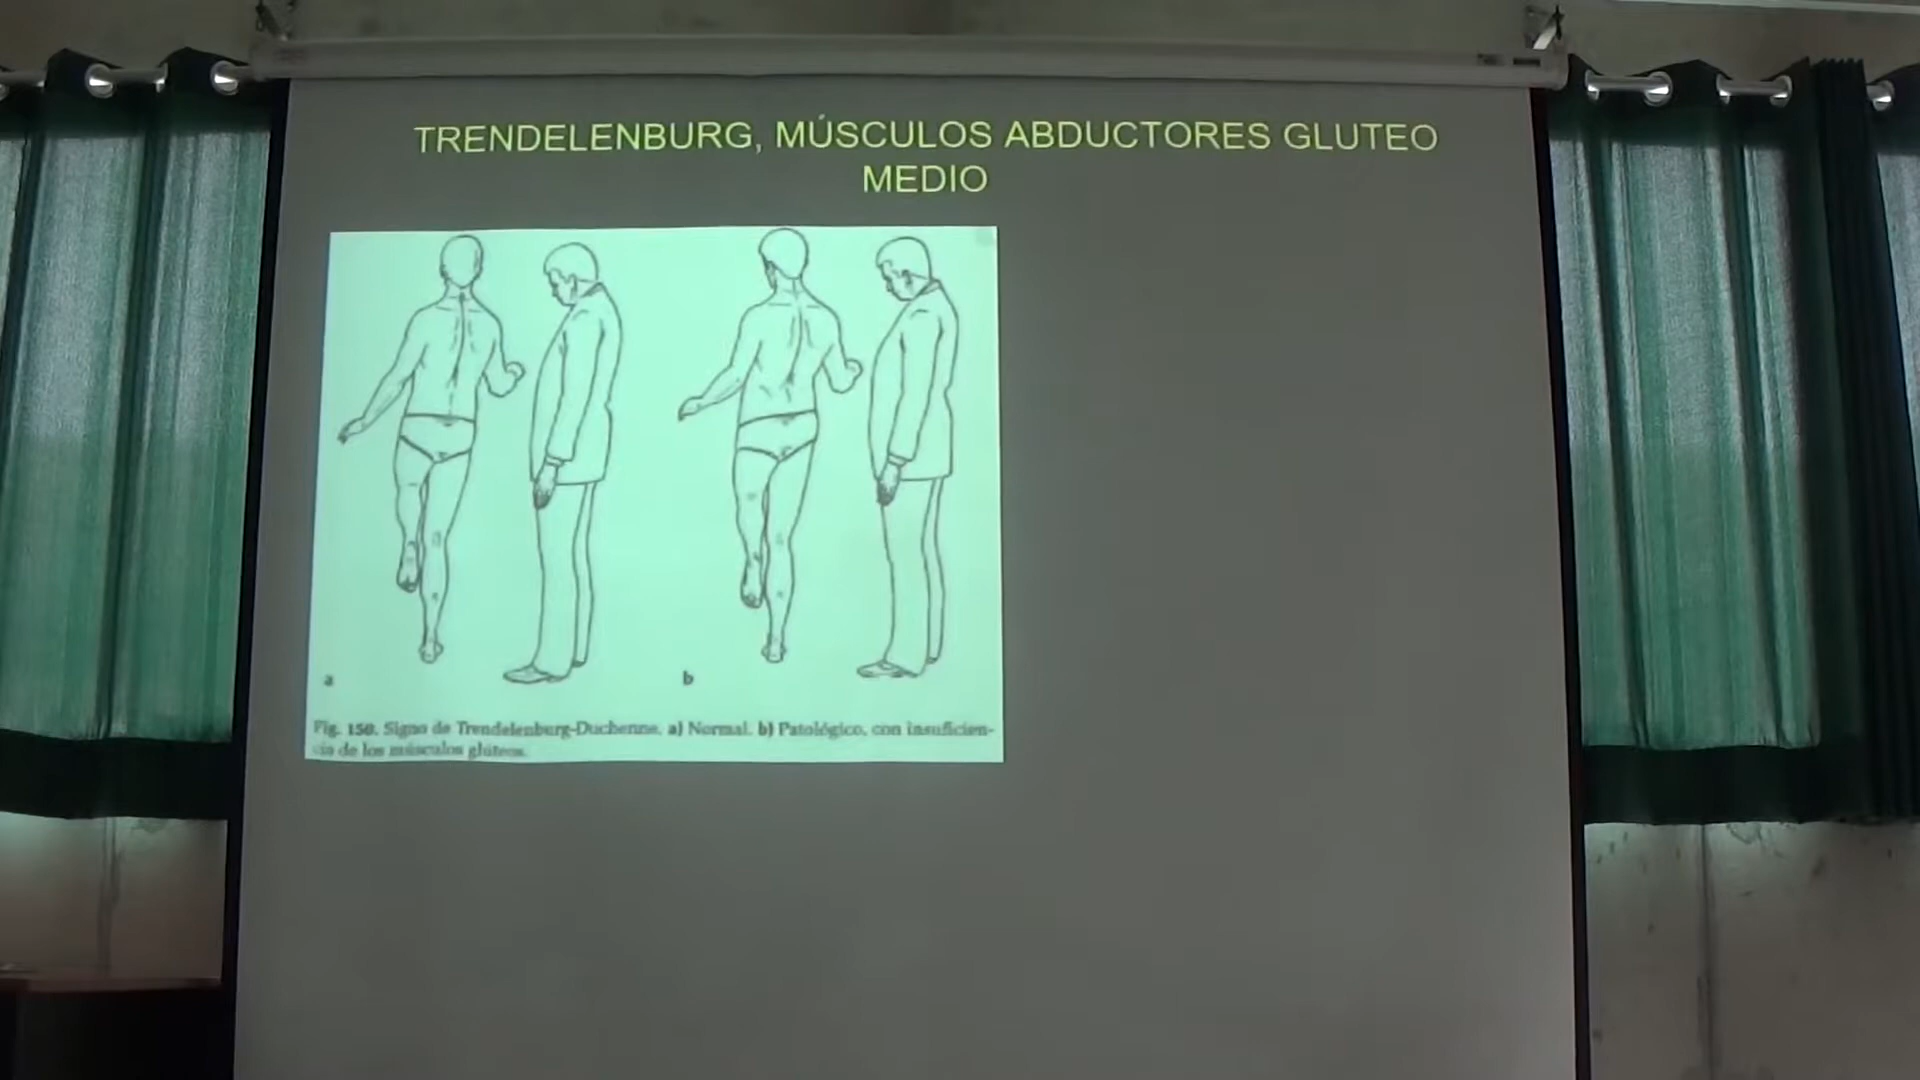 TRENDELENBURG, MÚSCULOS ABDUCTORES GLUTEO
MEDIO
a
b
Fig. 150. Signo de Trendelenburg-Duchenne. a) Normal. b) Patológico, con insuficien-
cia de los músculos glúteos.